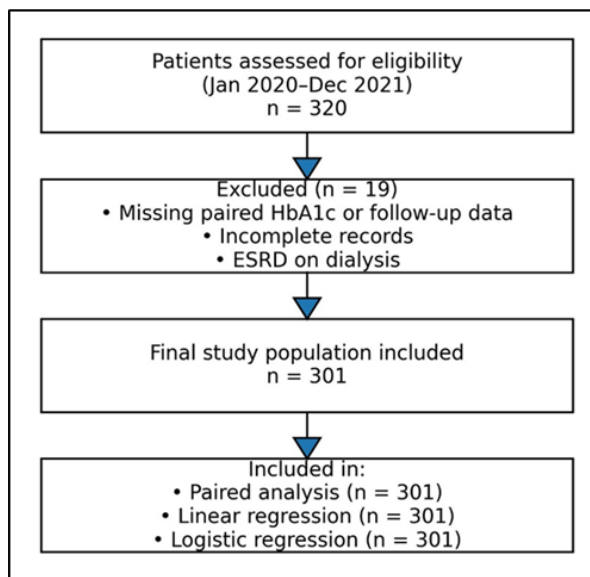 Patients assessed for eligibility
(Jan 2020–Dec 2021)
n = 320
Excluded (n = 19)
• Missing paired HbA1c or follow-up data
• Incomplete records
• ESRD on dialysis
Final study population included
n = 301
Included in:
• Paired analysis (n = 301)
• Linear regression (n = 301)
• Logistic regression (n = 301)